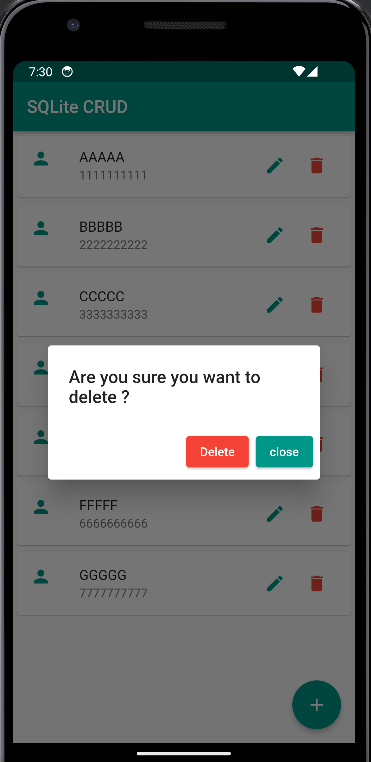 7:30
SQLite CRUD
AAAAA
1111111111
BBBBB
2222222222
CCCCC
3333333333
Are you sure you want to
delete ?
Delete close
FFFFF
6666666666
GGGGG
7777777777